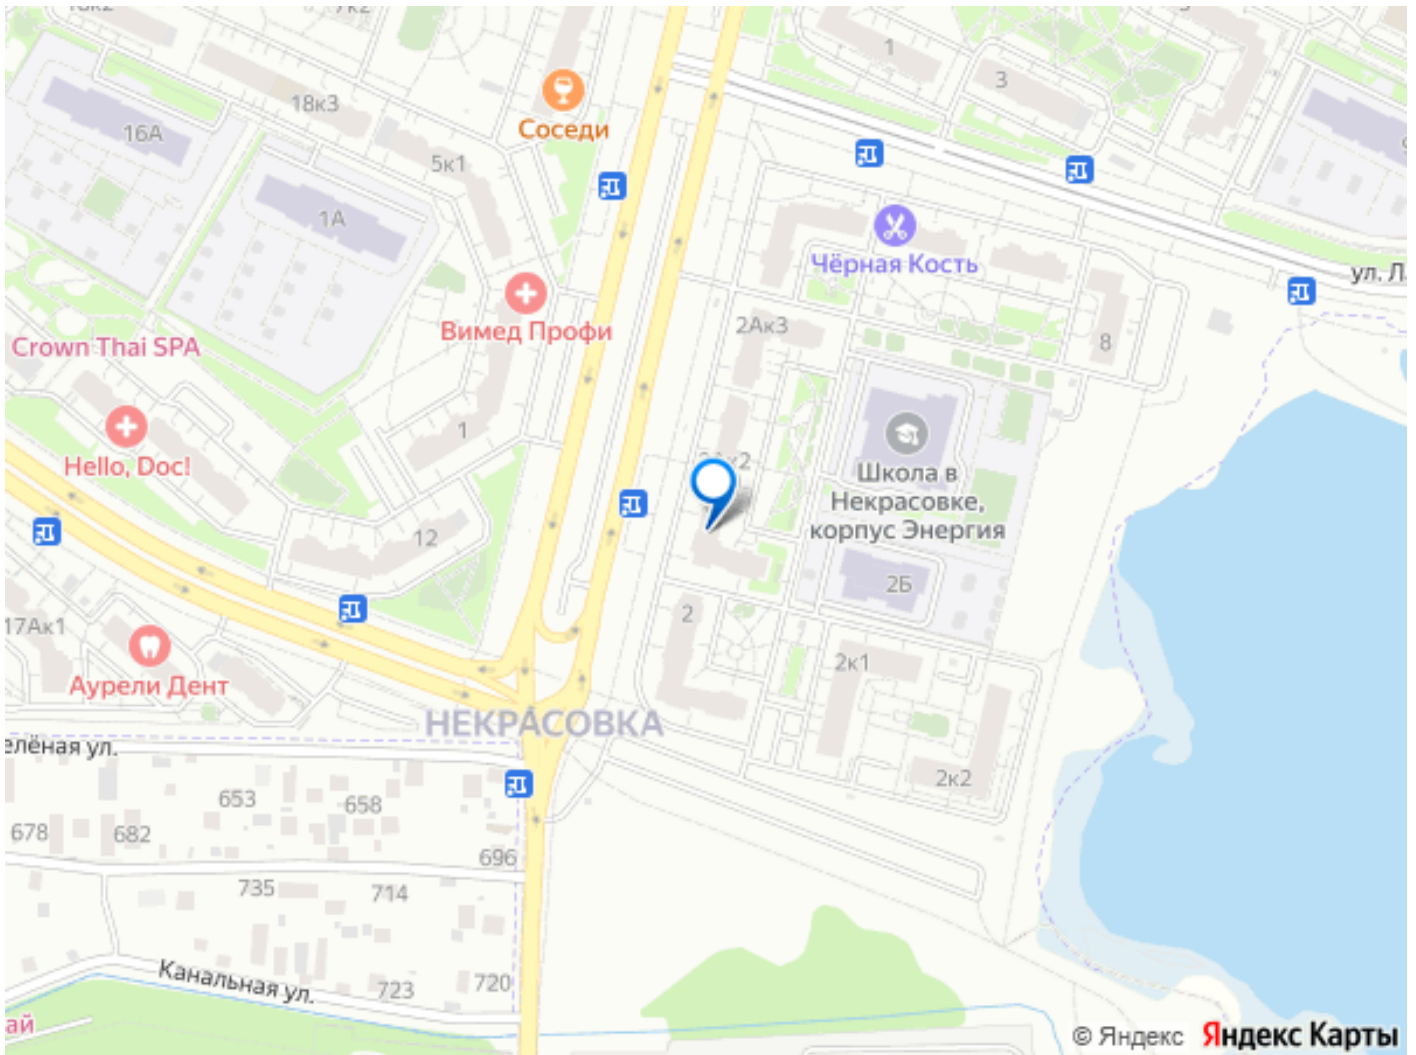 7к2
1
3
18к3
Соседи
16А
5к1
1А
Чёрная Кость
ул. Л
Вимед Профи
2Ак3
8
Crown Thai SPA
1
Hello, Doc!
Школа в
Некрасовке,
корпус Энергия
12
2Б
2
17Ак1
2к1
Аурели Дент
НЕКРАСОВКА
елёная ул.
2к2
653
658
678
682
696
735
714
Канальная ул.
723
720
ай
© Яндекс Яндекс Карты